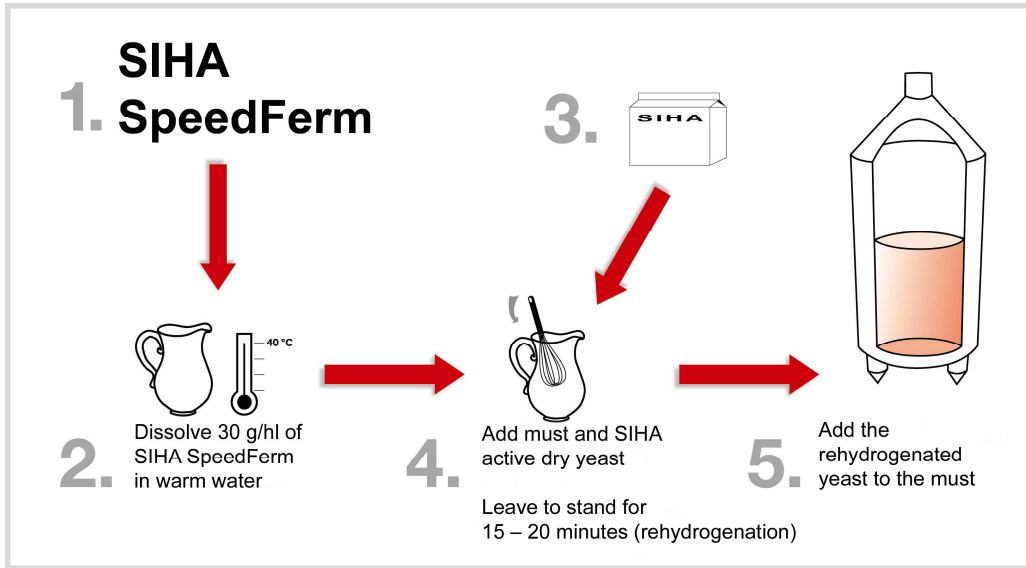 1. SIHA
SpeedFerm
2. Dissolve 30 g/hl of
SIHA SpeedFerm
in warm water
40 °C
3. SIHA
4. Add must and SIHA
active dry yeast
Leave to stand for
15 – 20 minutes (rehydrogenation)
5. Add the
rehydrogenated
yeast to the must